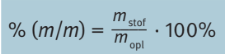 % (m/m) = m_stof / m_opl · 100%